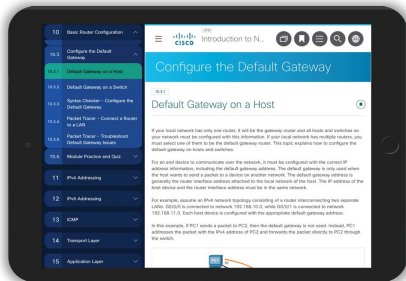 10 Basic Router Configuration
10.3 Configure the Default
Gateway
10.3.1 Default Gateway on a Host
10.3.2 Default Gateway on a Switch
10.3.3 Syntax Checker - Configure the
Default Gateway
10.3.4 Packet Tracer - Connect a Router
to a LAN
10.3.5 Packet Tracer - Troubleshoot
Default Gateway Issues
10.4 Module Practice and Quiz
11 IPv4 Addressing
12 IPv6 Addressing
13 ICMP
14 Transport Layer
15 Application Layer
CISCO
Introduction to N...
Configure the Default Gateway
10.3.1
Default Gateway on a Host
If your local network has only one router, it will be the gateway router and all hosts and switches on
your network must be configured with this information. If your local network has multiple routers, you
must select one of them to be the default gateway router. This topic explains how to configure the
default gateway on hosts and switches.
For an end device to communicate over the network, it must be configured with the correct IP
address information, including the default gateway address. The default gateway is only used when
the host wants to send a packet to a device on another network. The default gateway address is
generally the router interface address attached to the local network of the host. The IP address of the
host device and the router interface address must be in the same network.
For example, assume an IPv4 network topology consisting of a router interconnecting two separate
LANs. G0/0/0 is connected to network 192.168.10.0, while G0/0/1 is connected to network
192.168.11.0. Each host device is configured with the appropriate default gateway address.
In this example, if PC1 sends a packet to PC2, then the default gateway is not used. Instead, PC1
addresses the packet with the IPv4 address of PC2 and forwards the packet directly to PC2 through
the switch.
PC1